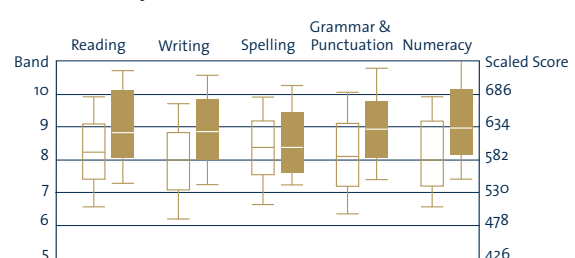 Grammar &
Reading Writing Spelling Punctuation Numeracy
Band Scaled Score
10 686
9 634
8 582
7 530
6 478
5 426